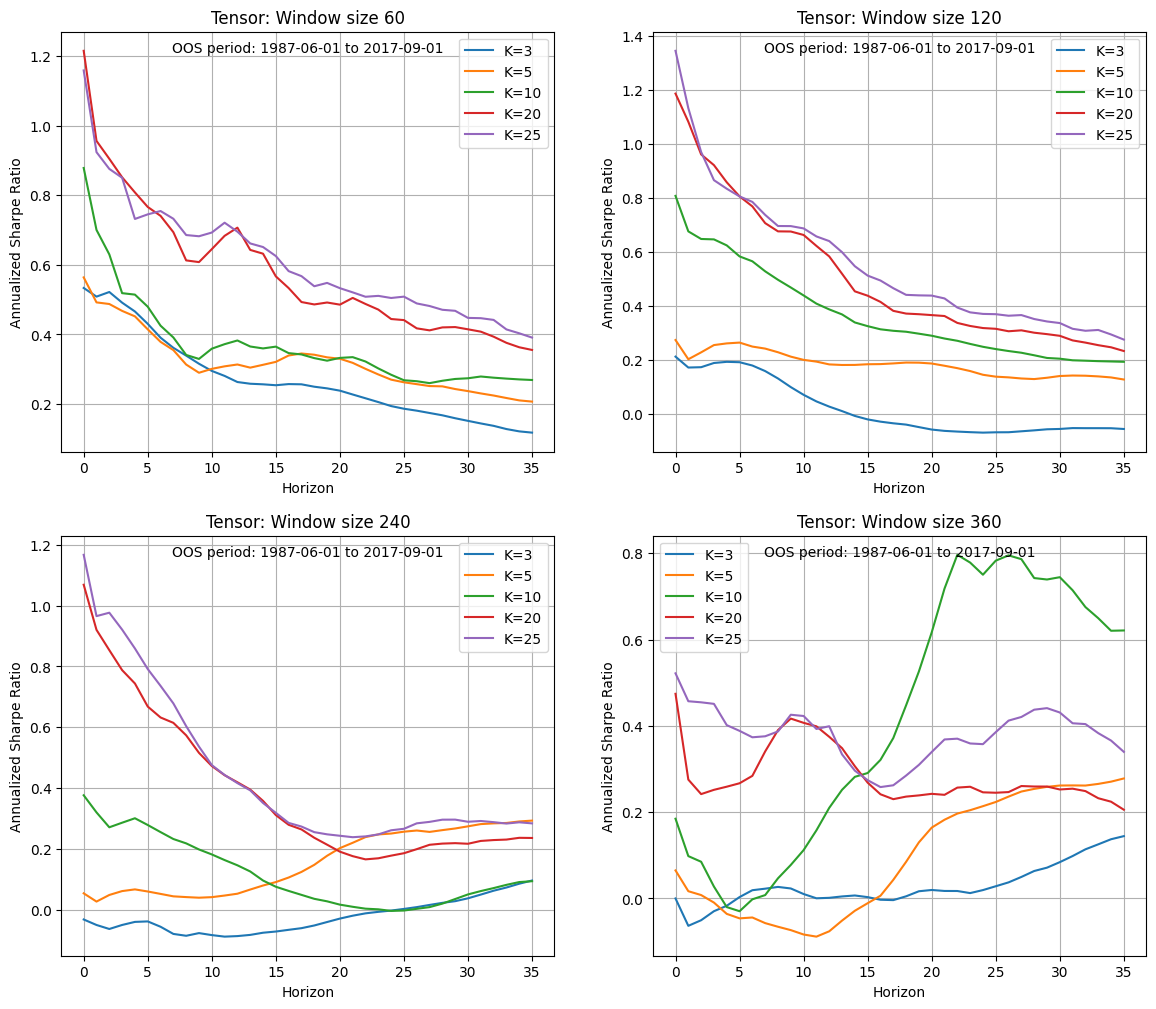 Tensor: Window size 60
OOS period: 1987-06-01 to 2017-09-01
K=3
K=5
K=10
K=20
K=25
Annualized Sharpe Ratio
1.2
1.0
0.8
0.6
0.4
0.2
0 5 10 15 20 25 30 35
Horizon
Tensor: Window size 120
OOS period: 1987-06-01 to 2017-09-01
K=3
K=5
K=10
K=20
K=25
Annualized Sharpe Ratio
1.4
1.2
1.0
0.8
0.6
0.4
0.2
0.0
0 5 10 15 20 25 30 35
Horizon
Tensor: Window size 240
OOS period: 1987-06-01 to 2017-09-01
K=3
K=5
K=10
K=20
K=25
Annualized Sharpe Ratio
1.2
1.0
0.8
0.6
0.4
0.2
0.0
0 5 10 15 20 25 30 35
Horizon
Tensor: Window size 360
OOS period: 1987-06-01 to 2017-09-01
K=3
K=5
K=10
K=20
K=25
Annualized Sharpe Ratio
0.8
0.6
0.4
0.2
0.0
0 5 10 15 20 25 30 35
Horizon